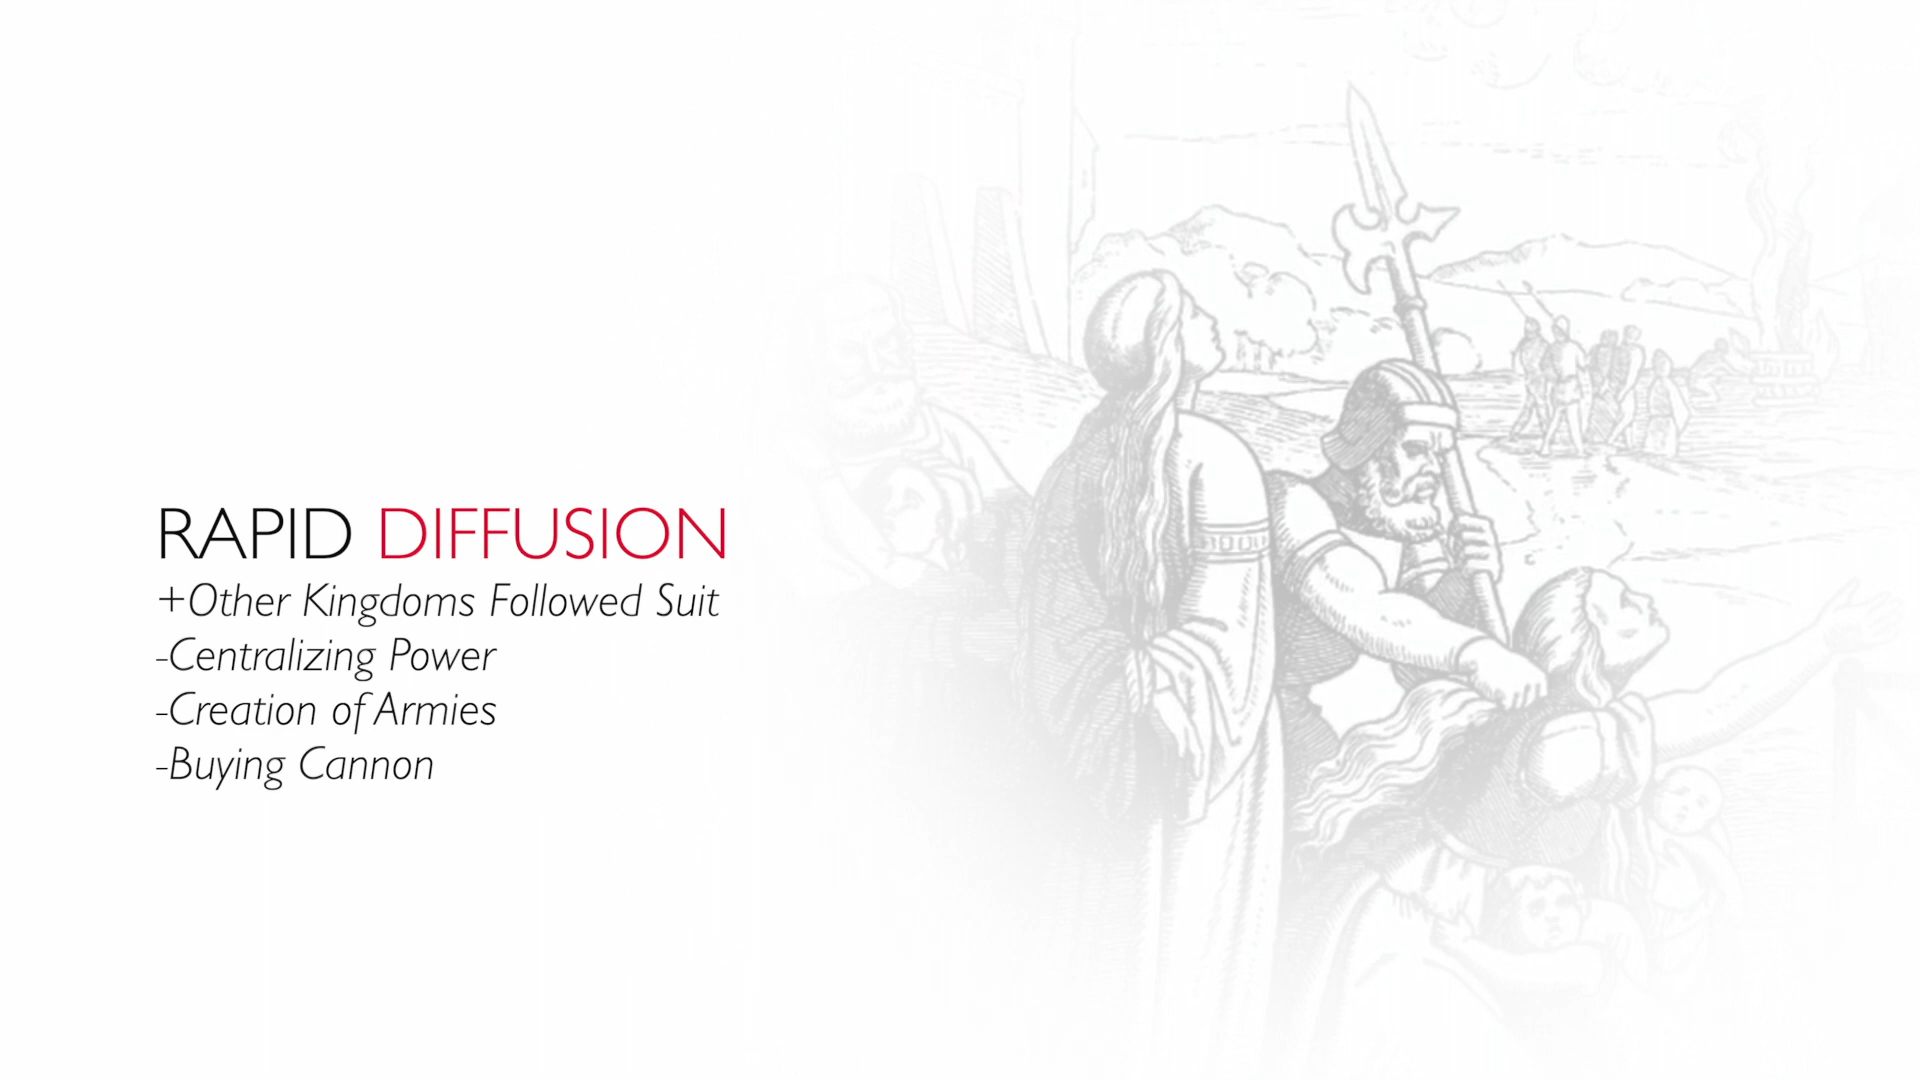 RAPID DIFFUSION
+Other Kingdoms Followed Suit
-Centralizing Power
-Creation of Armies
-Buying Cannon